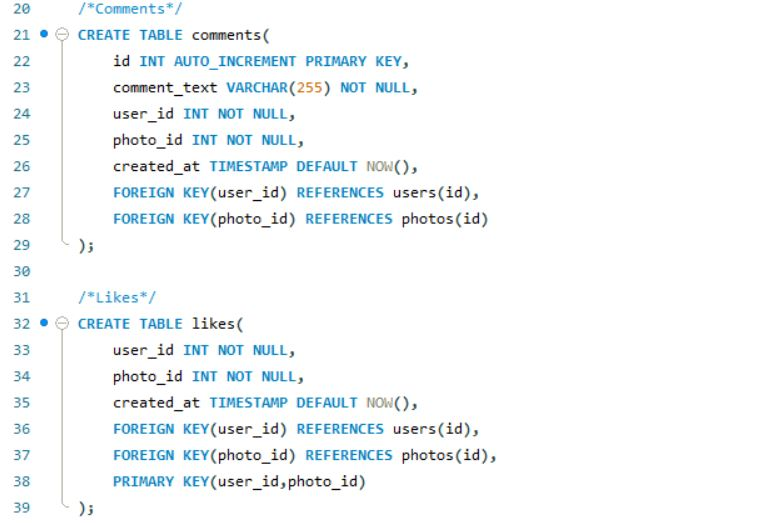 20 /*Comments*/
21 CREATE TABLE comments(
22 id INT AUTO_INCREMENT PRIMARY KEY,
23 comment_text VARCHAR(255) NOT NULL,
24 user_id INT NOT NULL,
25 photo_id INT NOT NULL,
26 created_at TIMESTAMP DEFAULT NOW(),
27 FOREIGN KEY(user_id) REFERENCES users(id),
28 FOREIGN KEY(photo_id) REFERENCES photos(id)
29 );
30
31 /*Likes*/
32 CREATE TABLE likes(
33 user_id INT NOT NULL,
34 photo_id INT NOT NULL,
35 created_at TIMESTAMP DEFAULT NOW(),
36 FOREIGN KEY(user_id) REFERENCES users(id),
37 FOREIGN KEY(photo_id) REFERENCES photos(id),
38 PRIMARY KEY(user_id,photo_id)
39 );